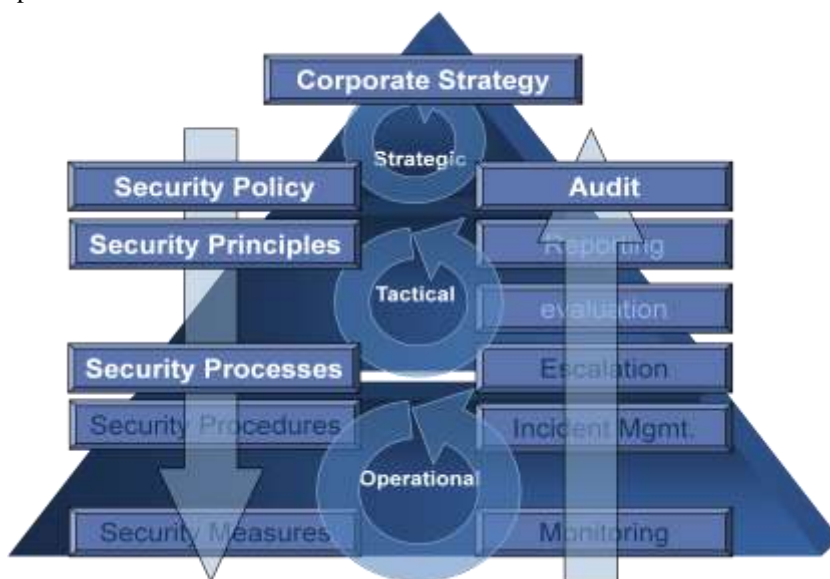 Corporate Strategy
Strategic
Security Policy
Audit
Security Principles
Reporting
Tactical
evaluation
Security Processes
Escalation
Security Procedures
Incident Mgmt.
Operational
Security Measures
Monitoring